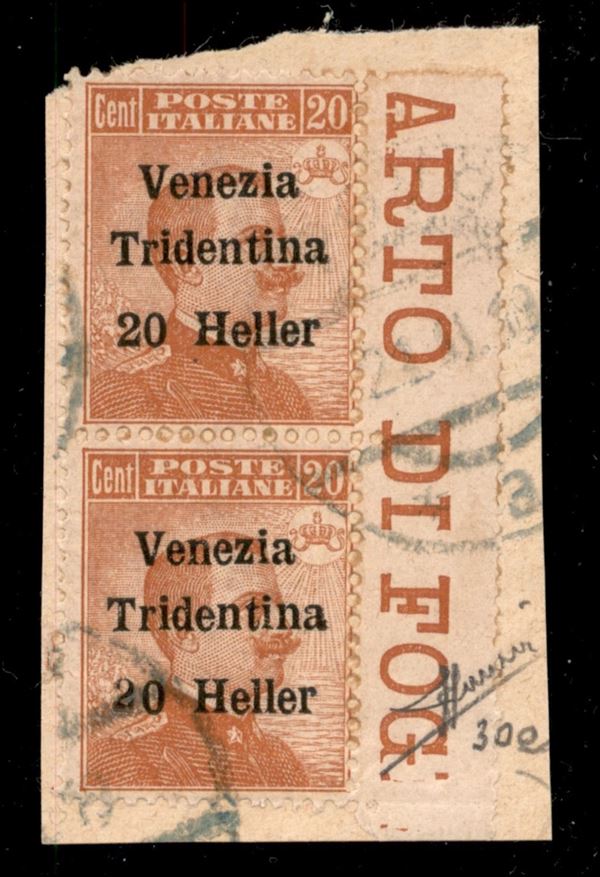 Cent POSTE ITALIANE 20
Venezia
Tridentina
20 Heller
Cent POSTE ITALIANE 20
Venezia
Tridentina
20 Heller
ARTO DI FOG
300